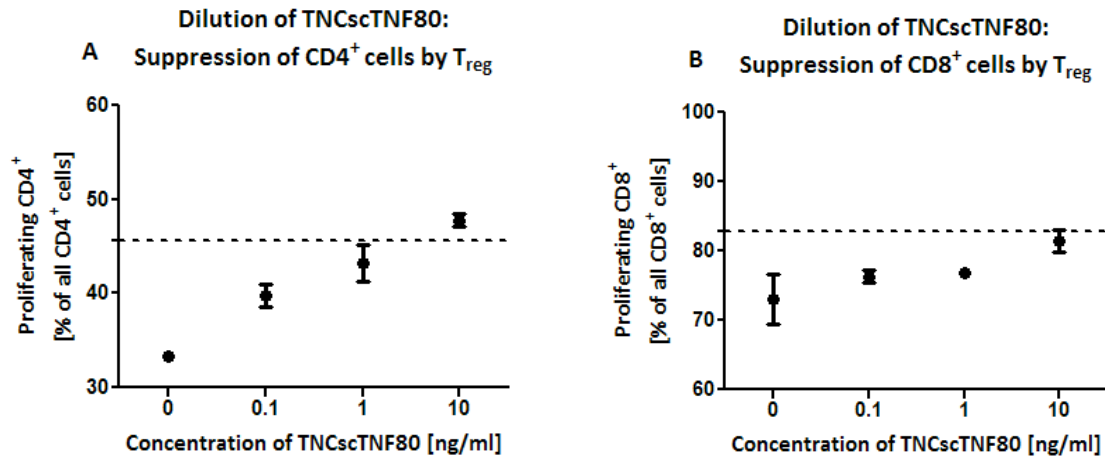 Dilution of TNCscTNF80:
A
Suppression of CD4+ cells by Treg
Proliferating CD4+
[% of all CD4+ cells]
60
50
40
30
0
0.1
1
10
Concentration of TNCscTNF80 [ng/ml]
Dilution of TNCscTNF80:
B
Suppression of CD8+ cells by Treg
Proliferating CD8+
[% of all CD8+ cells]
100
90
80
70
60
0
0.1
1
10
Concentration of TNCscTNF80 [ng/ml]